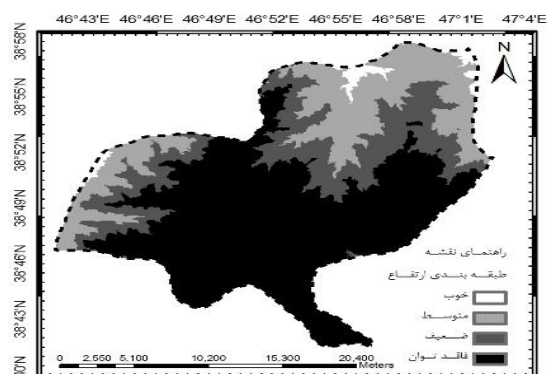 46°43'E 46°46'E 46°49'E 46°52'E 46°55'E 46°58'E 47°1'E 47°4'E
38°58'N
38°55'N
38°52'N
38°49'N
38°46'N
38°43'N
40'N
N
راهنمای نقشه
طبقه بندی ارتفاع
خوب
متوسط
ضعیف
فاقد توان
0 2,550 5,100 10,200 15,300 20,400
Meters